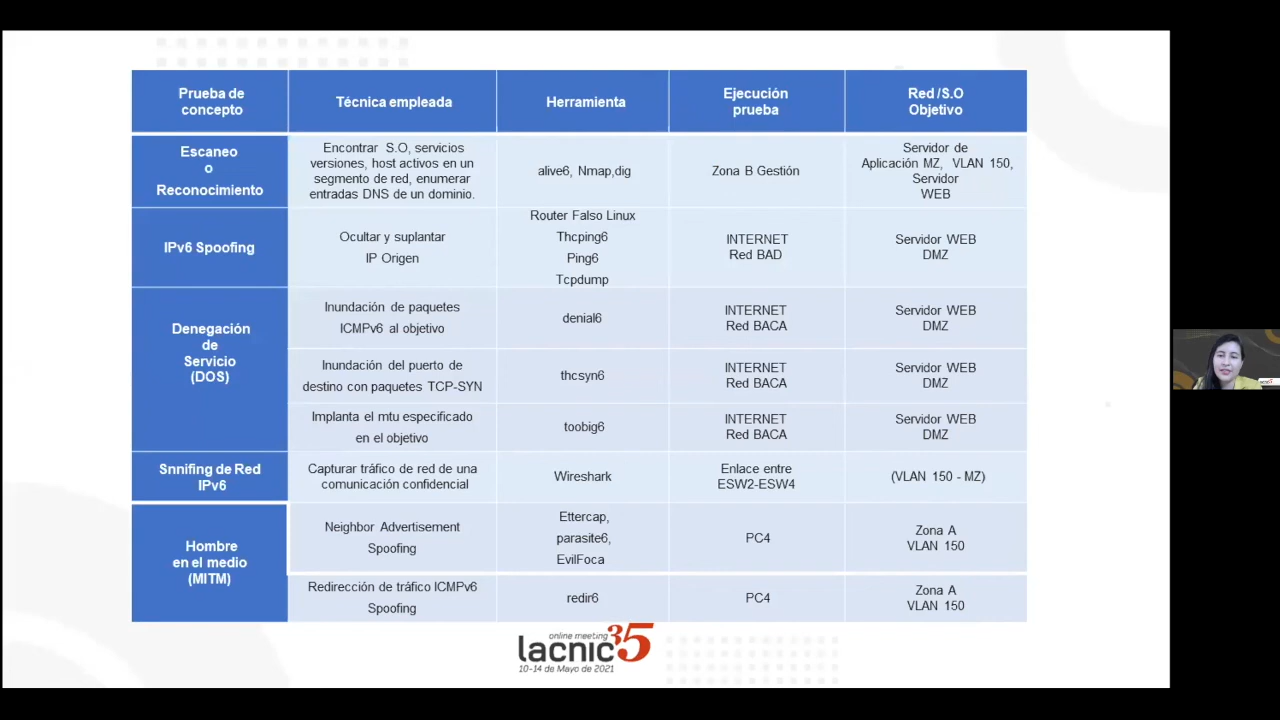 Prueba de
concepto
Técnica empleada
Herramienta
Ejecución
prueba
Red /S.O
Objetivo
Escaneo
o
Reconocimiento
Encontrar S.O, servicios
versiones, host activos en un
segmento de red, enumerar
entradas DNS de un dominio.
alive6, Nmap,dig
Zona B Gestión
Servidor de
Aplicación MZ, VLAN 150,
Servidor
WEB
IPv6 Spoofing
Ocultar y suplantar
IP Origen
Router Falso Linux
Thcping6
Ping6
Tcpdump
INTERNET
Red BAD
Servidor WEB
DMZ
Denegación
de
Servicio
(DOS)
Inundación de paquetes
ICMPv6 al objetivo
denial6
INTERNET
Red BACA
Servidor WEB
DMZ
Inundación del puerto de
destino con paquetes TCP-SYN
thcsyn6
INTERNET
Red BACA
Servidor WEB
DMZ
Implanta el mtu especificado
en el objetivo
toobig6
INTERNET
Red BACA
Servidor WEB
DMZ
Snnifing de Red
IPv6
Capturar tráfico de red de una
comunicación confidencial
Wireshark
Enlace entre
ESW2-ESW4
(VLAN 150 - MZ)
Hombre
en el medio
(MITM)
Neighbor Advertisement
Spoofing
Ettercap,
parasite6,
EvilFoca
PC4
Zona A
VLAN 150
Redirección de tráfico ICMPv6
Spoofing
redir6
PC4
Zona A
VLAN 150
online meeting
lacnic35
10-14 de Mayo de 2021